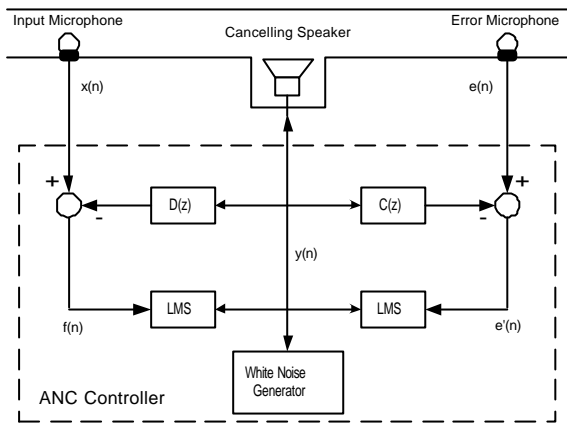 Input Microphone
Cancelling Speaker
Error Microphone
x(n)
e(n)
+
+
D(z)
C(z)
-
-
y(n)
LMS
LMS
f(n)
e'(n)
White Noise
Generator
ANC Controller